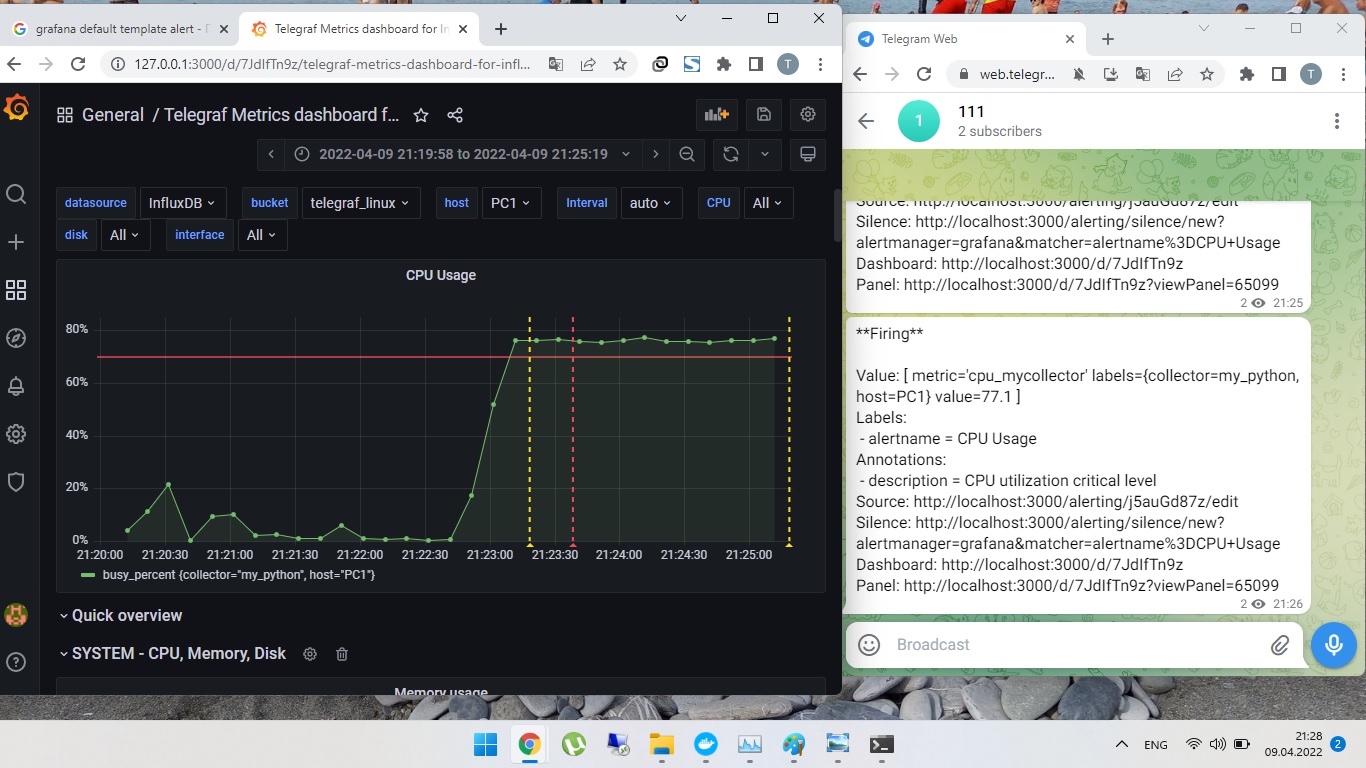 grafana default template alert - 
Telegraf Metrics dashboard for In
127.0.0.1:3000/d/7JdIfTn9z/telegraf-metrics-dashboard-for-infl...
T
General / Telegraf Metrics dashboard f...
2022-04-09 21:19:58 to 2022-04-09 21:25:19
datasource InfluxDB bucket telegraf_linux host PC1 Interval auto CPU All
disk All interface All
CPU Usage
80%
60%
40%
20%
0%
21:20:00 21:20:30 21:21:00 21:21:30 21:22:00 21:22:30 21:23:00 21:23:30 21:24:00 21:24:30 21:25:00
busy_percent {collector="my_python", host="PC1"}
Quick overview
SYSTEM - CPU, Memory, Disk
Memory usage
Telegram Web
web.telegr...
T
1
111
2 subscribers
Source: http://localhost:3000/alerting/j5auGd87z/edit
Silence: http://localhost:3000/alerting/silence/new?
alertmanager=grafana&matcher=alertname%3DCPU+Usage
Dashboard: http://localhost:3000/d/7JdIfTn9z
Panel: http://localhost:3000/d/7JdIfTn9z?viewPanel=65099
2 21:25
**Firing**
Value: [ metric='cpu_mycollector' labels={collector=my_python,
host=PC1} value=77.1 ]
Labels:
- alertname = CPU Usage
Annotations:
- description = CPU utilization critical level
Source: http://localhost:3000/alerting/j5auGd87z/edit
Silence: http://localhost:3000/alerting/silence/new?
alertmanager=grafana&matcher=alertname%3DCPU+Usage
Dashboard: http://localhost:3000/d/7JdIfTn9z
Panel: http://localhost:3000/d/7JdIfTn9z?viewPanel=65099
2 21:26
Broadcast
ENG
21:28
09.04.2022
2